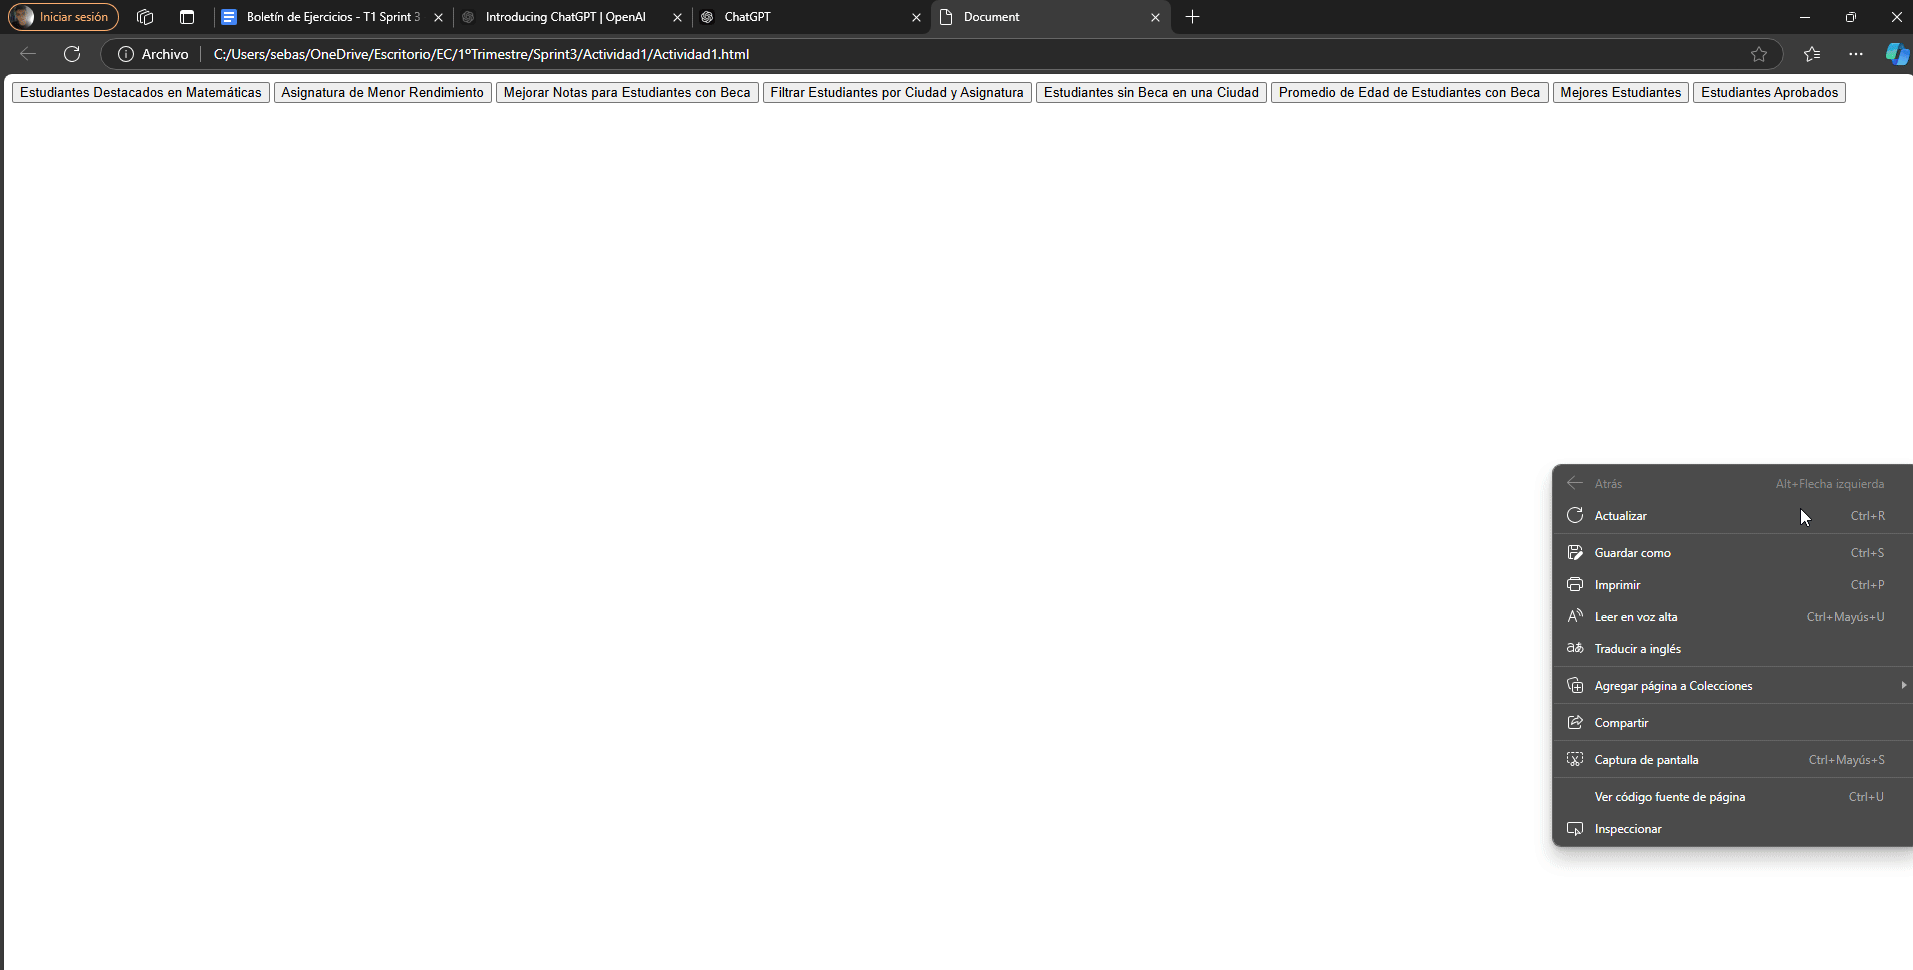 Iniciar sesión
Boletín de Ejercicios - T1 Sprint 3
Introducing ChatGPT | OpenAI
ChatGPT
Document
Archivo
C:/Users/sebas/OneDrive/Escritorio/EC/1ºTrimestre/Sprint3/Actividad1/Actividad1.html
Estudiantes Destacados en Matemáticas
Asignatura de Menor Rendimiento
Mejorar Notas para Estudiantes con Beca
Filtrar Estudiantes por Ciudad y Asignatura
Estudiantes sin Beca en una Ciudad
Promedio de Edad de Estudiantes con Beca
Mejores Estudiantes
Estudiantes Aprobados
Atrás Alt+Flecha izquierda
Actualizar Ctrl+R
Guardar como Ctrl+S
Imprimir Ctrl+P
Leer en voz alta Ctrl+Mayús+U
Traducir a inglés
Agregar página a Colecciones
Compartir
Captura de pantalla Ctrl+Mayús+S
Ver código fuente de página Ctrl+U
Inspeccionar